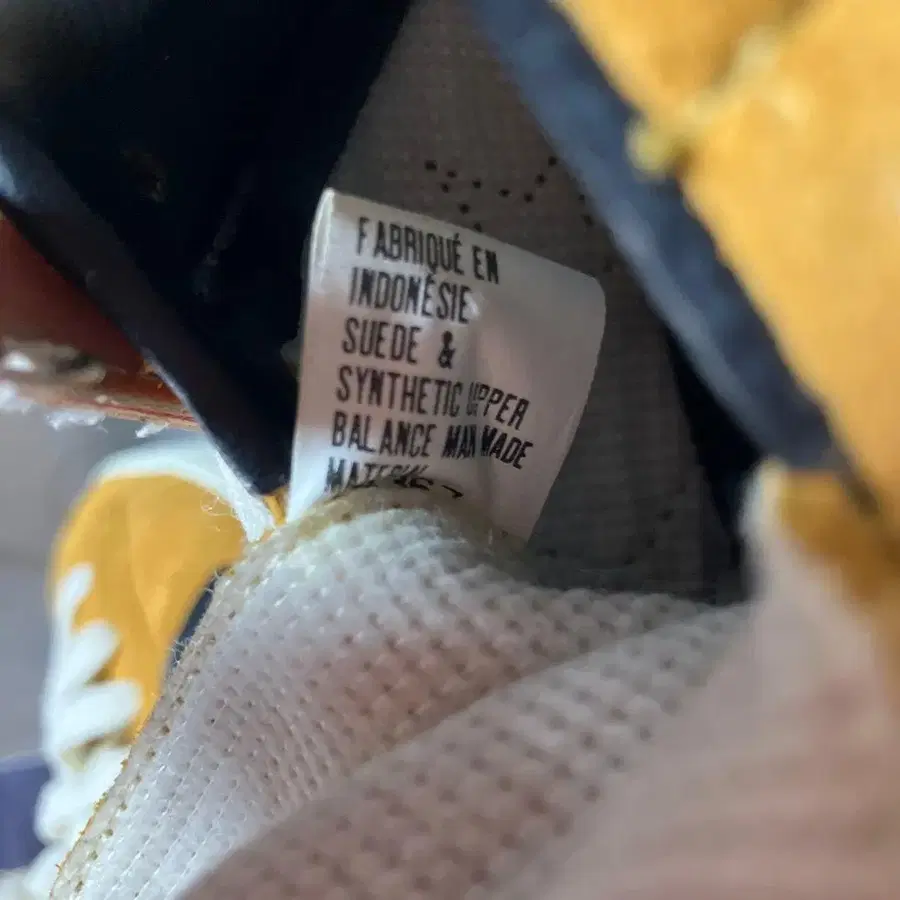 FABRIQUÉ EN
INDONÉSIE
SUEDE &
SYNTHETIC UPPER
BALANCE MAN MADE